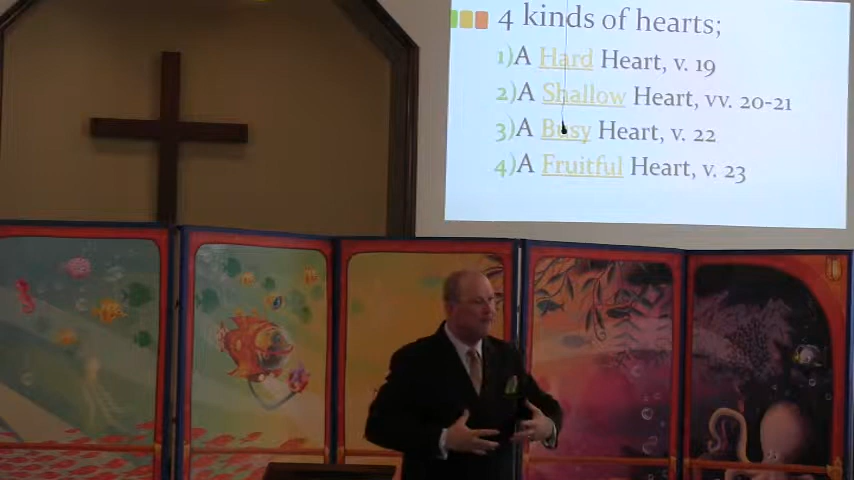 4 kinds of hearts;
1)A Hard Heart, v. 19
2)A Shallow Heart, vv. 20-21
3)A Busy Heart, v. 22
4)A Fruitful Heart, v. 23